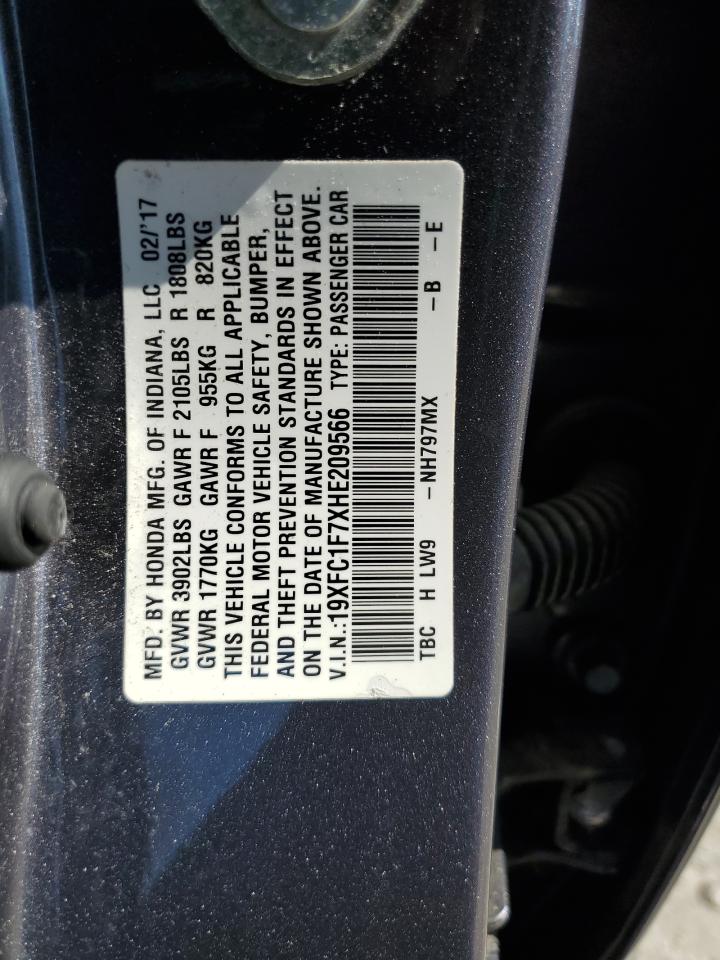 MFD. BY HONDA MFG. OF INDIANA, LLC 02/'17
GVWR 3902LBS GAWR F 2105LBS R 1808LBS
GVWR 1770KG GAWR F 955KG R 820KG
THIS VEHICLE CONFORMS TO ALL APPLICABLE
FEDERAL MOTOR VEHICLE SAFETY, BUMPER,
AND THEFT PREVENTION STANDARDS IN EFFECT
ON THE DATE OF MANUFACTURE SHOWN ABOVE.
V.I.N.:19XFC1F7XHE209566 TYPE: PASSENGER CAR
TBC H LW9 -NH797MX -B -E